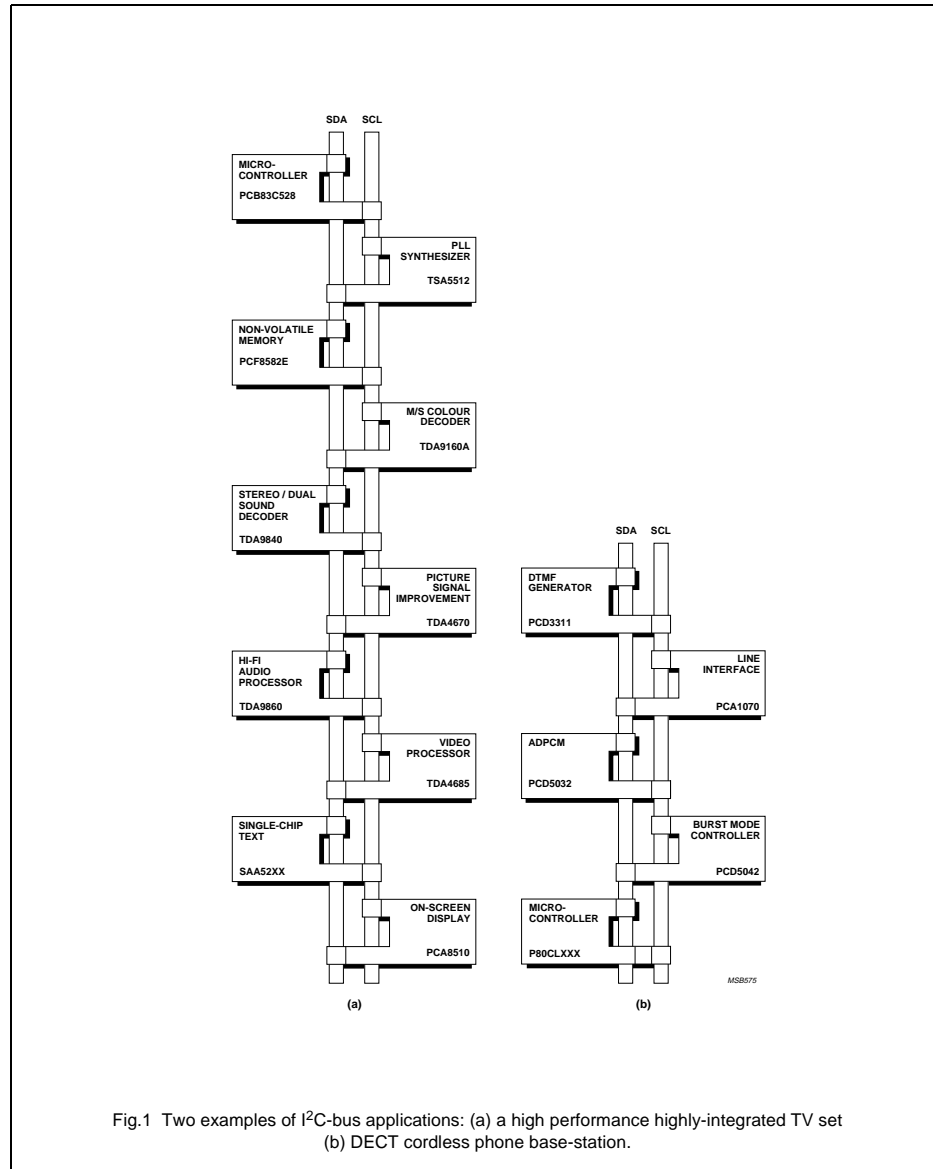 SDA SCL
MICRO-
CONTROLLER
PCB83C528
PLL
SYNTHESIZER
TSA5512
NON-VOLATILE
MEMORY
PCF8582E
M/S COLOUR
DECODER
TDA9160A
STEREO / DUAL
SOUND
DECODER
TDA9840
PICTURE
SIGNAL
IMPROVEMENT
TDA4670
HI-FI
AUDIO
PROCESSOR
TDA9860
VIDEO
PROCESSOR
TDA4685
SINGLE-CHIP
TEXT
SAA52XX
ON-SCREEN
DISPLAY
PCA8510
(a)
SDA SCL
DTMF
GENERATOR
PCD3311
LINE
INTERFACE
PCA1070
ADPCM
PCD5032
BURST MODE
CONTROLLER
PCD5042
MICRO-
CONTROLLER
P80CLXXX
MSB575
(b)
Fig.1 Two examples of I²C-bus applications: (a) a high performance highly-integrated TV set
(b) DECT cordless phone base-station.